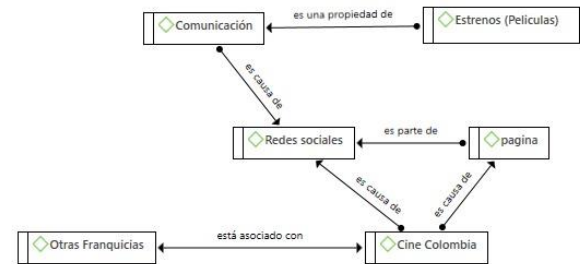 Comunicación
es una propiedad de
Estrenos (Peliculas)
es causa de
Redes sociales
es parte de
pagina
es causa de
es causa de
Otras Franquicias
está asociado con
Cine Colombia